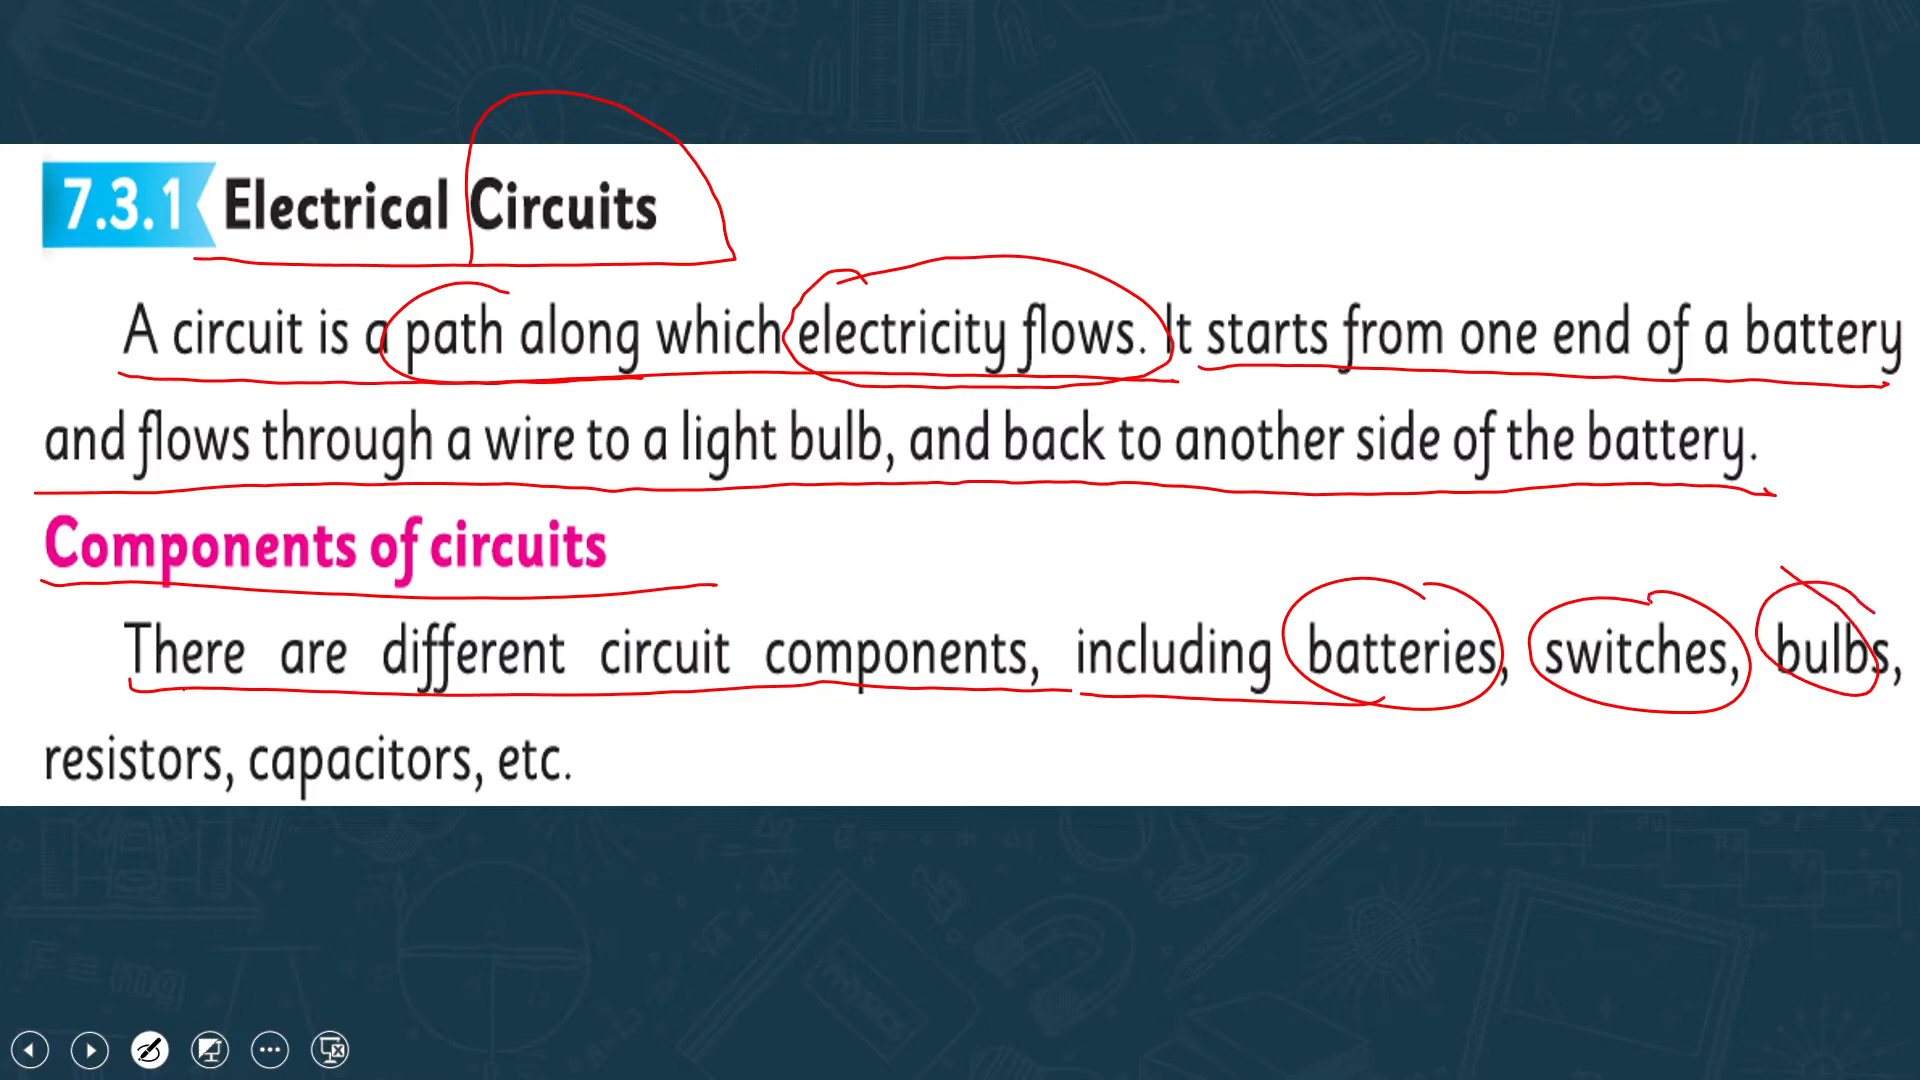 7.3.1 Electrical Circuits
A circuit is a path along which electricity flows. It starts from one end of a battery
and flows through a wire to a light bulb, and back to another side of the battery.
Components of circuits
There are different circuit components, including batteries, switches, bulbs,
resistors, capacitors, etc.
F = mg